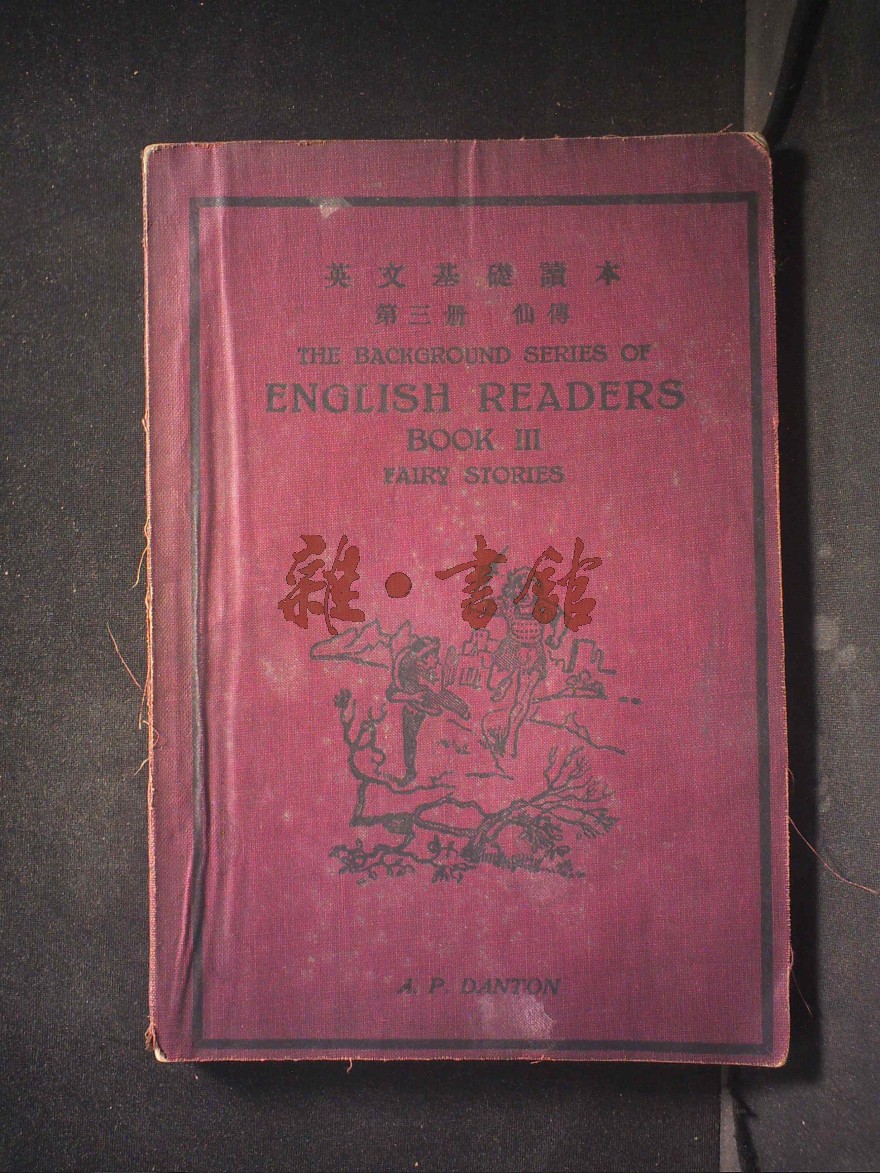 英文基礎讀本
第三册 仙傳
THE BACKGROUND SERIES OF
ENGLISH READERS
BOOK III
FAIRY STORIES
雜·書館
A. P. DANTON